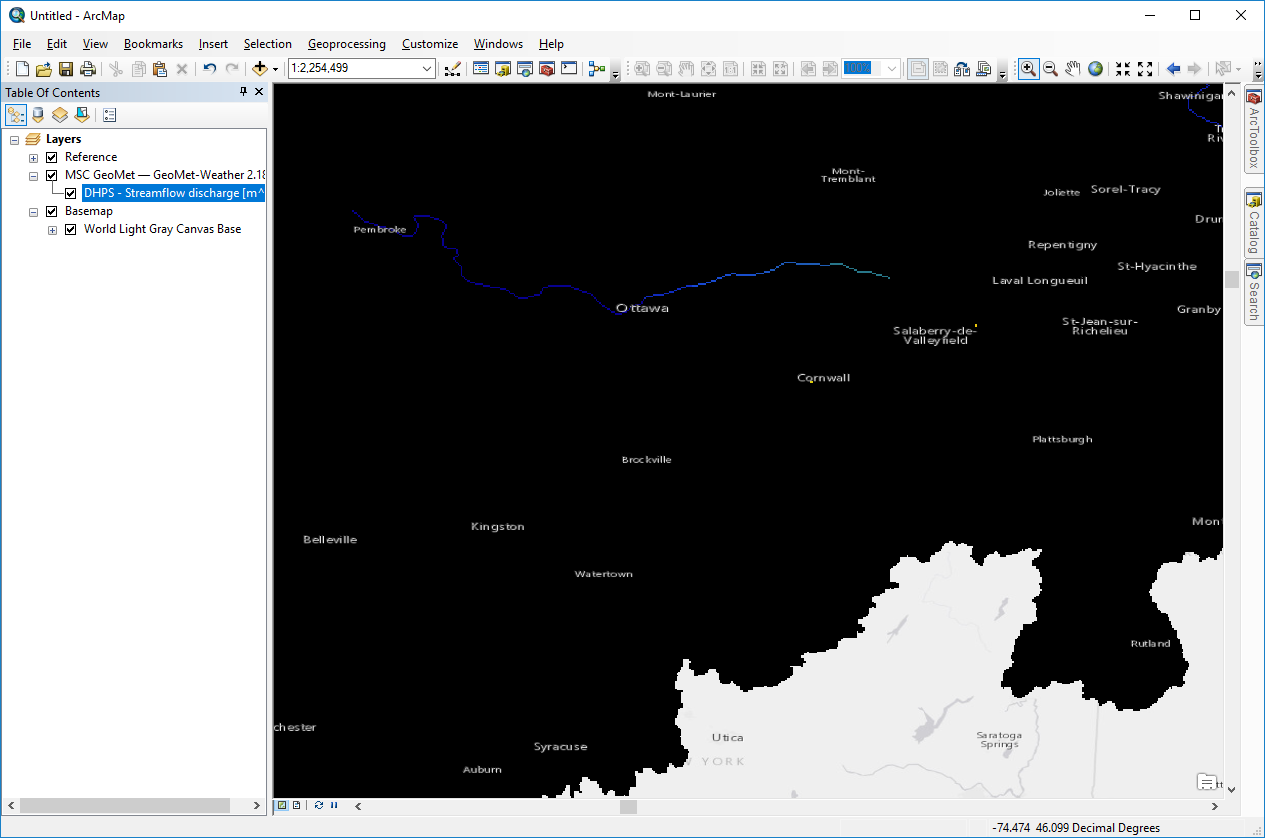 Untitled - ArcMap
File Edit View Bookmarks Insert Selection Geoprocessing Customize Windows Help
1:2,254,499
100%
Table Of Contents
Layers
Reference
MSC GeoMet — GeoMet-Weather 2.18
DHPS - Streamflow discharge [m^
Basemap
World Light Gray Canvas Base
Mont-Laurier
Shawinigan
Mont-
Tremblant
Joliette
Sorel-Tracy
Pembroke
Drur
Repentigny
St-Hyacinthe
Laval Longueuil
Ottawa
Granby
Salaberry-de-
Valleyfield
St-Jean-sur-
Richelieu
Cornwall
Plattsburgh
Brockville
Kingston
Mon
Belleville
Watertown
Rutland
chester
Syracuse
Utica
Saratoga
Springs
YORK
Auburn
ArcToolbox
Catalog
Search
-74.474 46.099 Decimal Degrees